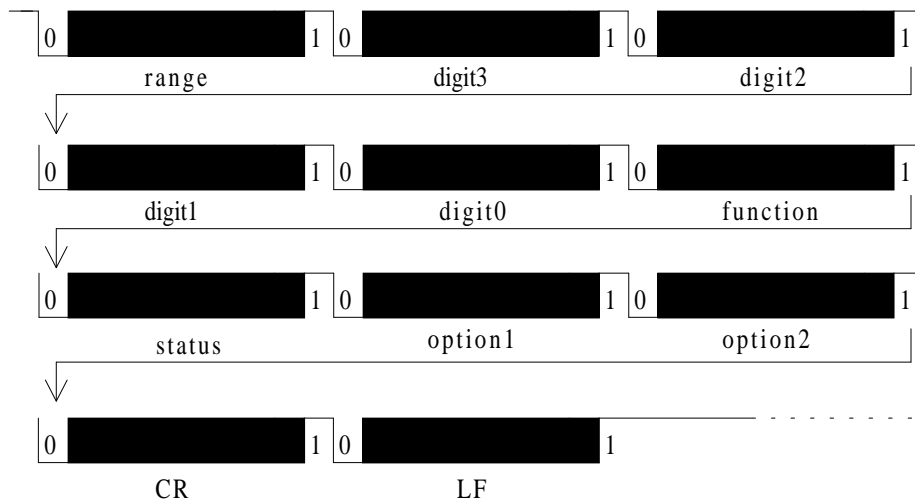 0 1 0 1 0 1
range digit3 digit2
0 1 0 1 0 1
digit1 digit0 function
0 1 0 1 0 1
status option1 option2
0 1 0 1
CR LF